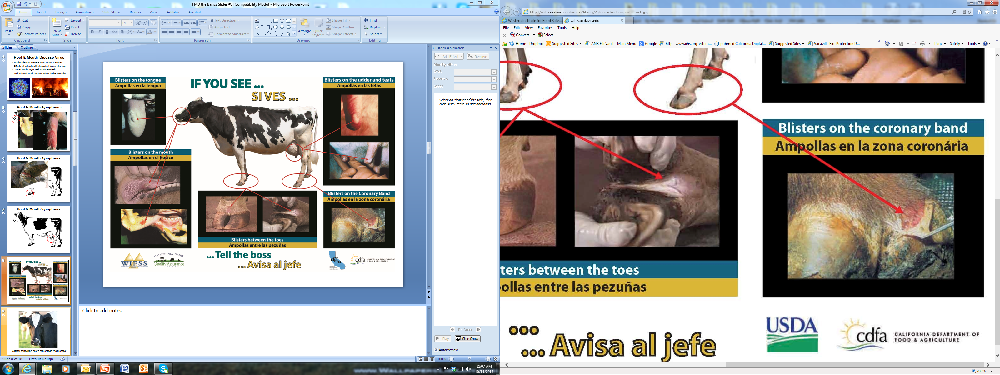 FMD the Basics Slides #8 [Compatibility Mode] - Microsoft PowerPoint
Home Insert Design Animations Slide Show Review View Add-Ins Acrobat
Paste
Cut
Copy
Format Painter
Clipboard
New Slide
Layout
Reset
Delete
Slides
14
B I U abc S AV Aa A
Font
Text Direction
Align Text
Convert to SmartArt
Paragraph
Arrange
Quick Styles
Shape Fill
Shape Outline
Shape Effects
Drawing
Find
Replace
Select
Editing
Slides Outline
4
Hoof & Mouth Disease Virus
· Most contagious disease virus known in animals
· Affects all animals with cloven feet (cows, pigs etc)
· Causes blistering of feet, mouth and teats
· No treatment. Control = quarantine, test & slaughter
5
Hoof & Mouth Symptoms:
6
Hoof & Mouth Symptoms:
7
Hoof & Mouth Symptoms:
8
IF YOU SEE ...
SI VES ...
...Tell the boss
...Avisa al jefe
9
Normal appearing cows can spread the disease!
Blisters on the tongue
Ampollas en la lengua
IF YOU SEE ...
SI VES ...
Blisters on the udder and teats
Ampollas en las tetas
Blisters on the mouth
Ampollas en el hocico
Blisters between the toes
Ampollas entre las pezuñas
Blisters on the Coronary Band
Ampollas en la zona coronária
...Tell the boss
... Avisa al jefe
WIFSS
CALIFORNIA DAIRY
Quality Assurance
PROGRAM
dhs
California Department of Health Services
cdfa
CALIFORNIA DEPARTMENT OF
FOOD & AGRICULTURE
Click to add notes
Custom Animation
Add Effect
Remove
Modify effect
Start:
Property:
Speed:
Select an element of the slide, then
click "Add Effect" to add animation.
Re-Order
Play
Slide Show
AutoPreview
Slide 8 of 18 "Default Design"
100%
11:07 AM
10/14/2013
http://wifss.ucdavis.edu/amass/library/26/docs/fmdcowposter-web.jpg
Western Institute for Food Safe...
wifss.ucdavis.edu
File Edit View Favorites Tools Help
x Convert Select
Home - Dropbox Suggested Sites ANR FileVault - Main Menu Google http--www.iihs.org-extern... pubmed California Digital... Suggested Sites Vacaville Fire Protection D...
Page Safety Tools
Blisters on the coronary band
Ampollas en la zona coronária
ters between the toes
ollas entre las pezuñas
...
... Avisa al jefe
USDA
cdfa
CALIFORNIA DEPARTMENT OF
FOOD & AGRICULTURE
200%